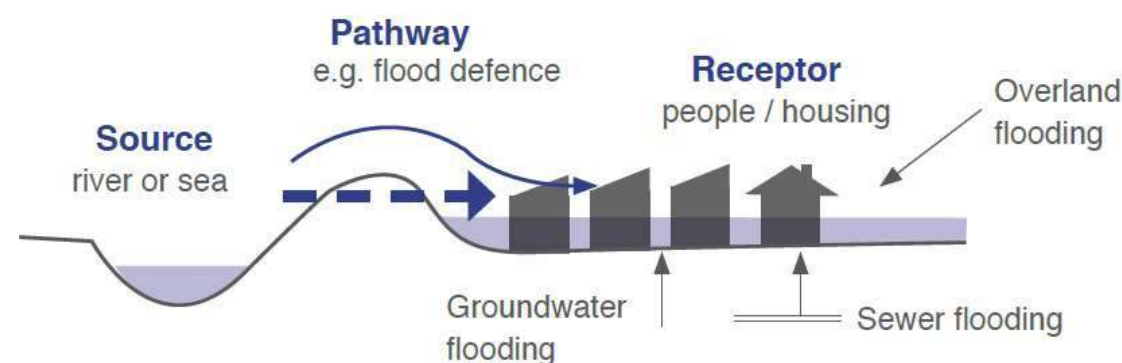 Pathway
e.g. flood defence
Receptor
people / housing
Overland
flooding
Source
river or sea
Groundwater
flooding
Sewer flooding